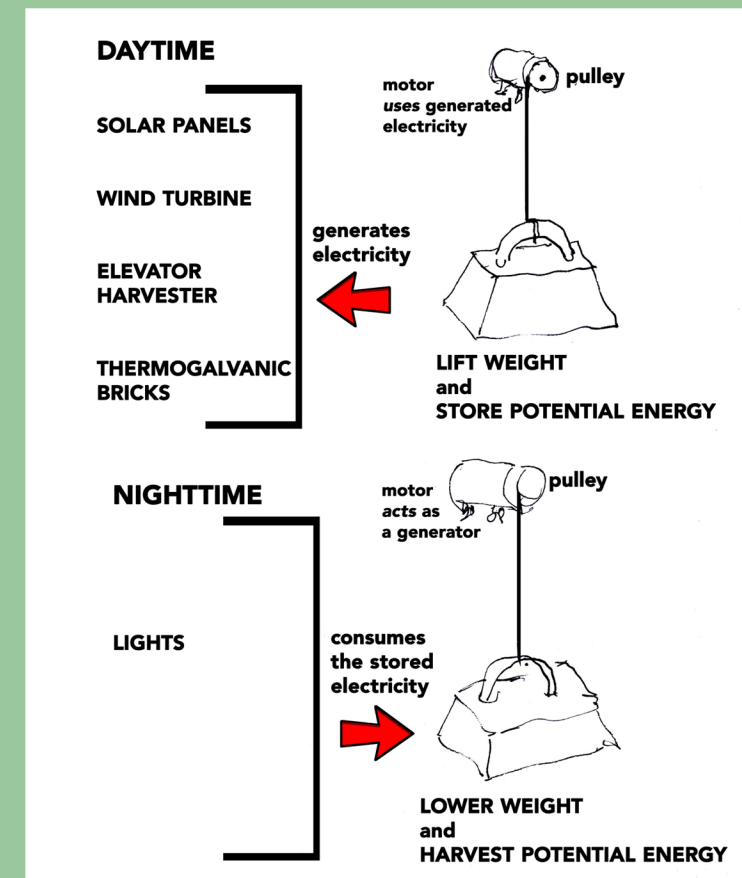 DAYTIME
motor
uses generated
electricity
pulley
SOLAR PANELS
WIND TURBINE
ELEVATOR
HARVESTER
THERMOGALVANIC
BRICKS
generates
electricity
LIFT WEIGHT
and
STORE POTENTIAL ENERGY
NIGHTTIME
motor
acts as
a generator
pulley
LIGHTS
consumes
the stored
electricity
LOWER WEIGHT
and
HARVEST POTENTIAL ENERGY